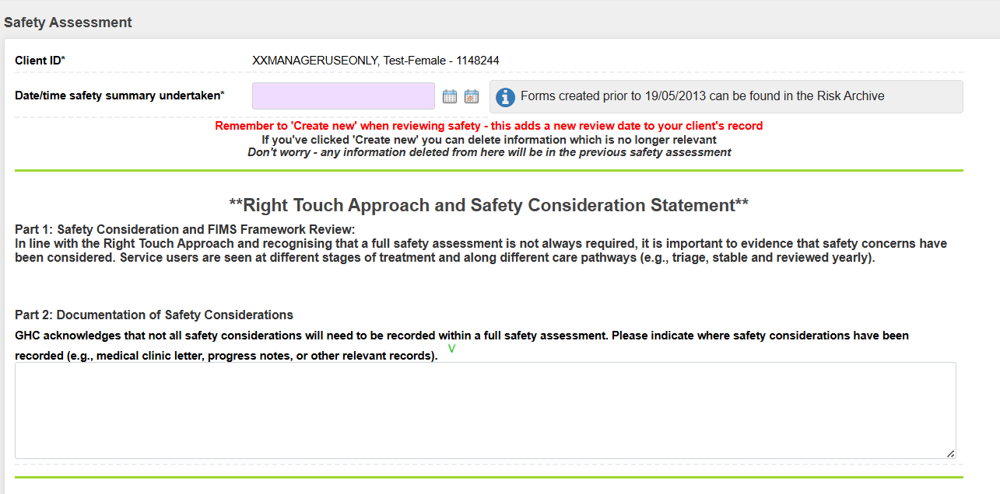 Safety Assessment
Client ID* XXMANAGERUSEONLY, Test-Female - 1148244
Date/time safety summary undertaken* Forms created prior to 19/05/2013 can be found in the Risk Archive
Remember to 'Create new' when reviewing safety - this adds a new review date to your client's record
If you've clicked 'Create new' you can delete information which is no longer relevant
Don't worry - any information deleted from here will be in the previous safety assessment
**Right Touch Approach and Safety Consideration Statement**
Part 1: Safety Consideration and FIMS Framework Review:
In line with the Right Touch Approach and recognising that a full safety assessment is not always required, it is important to evidence that safety concerns have
been considered. Service users are seen at different stages of treatment and along different care pathways (e.g., triage, stable and reviewed yearly).
Part 2: Documentation of Safety Considerations
GHC acknowledges that not all safety considerations will need to be recorded within a full safety assessment. Please indicate where safety considerations have been
recorded (e.g., medical clinic letter, progress notes, or other relevant records). V